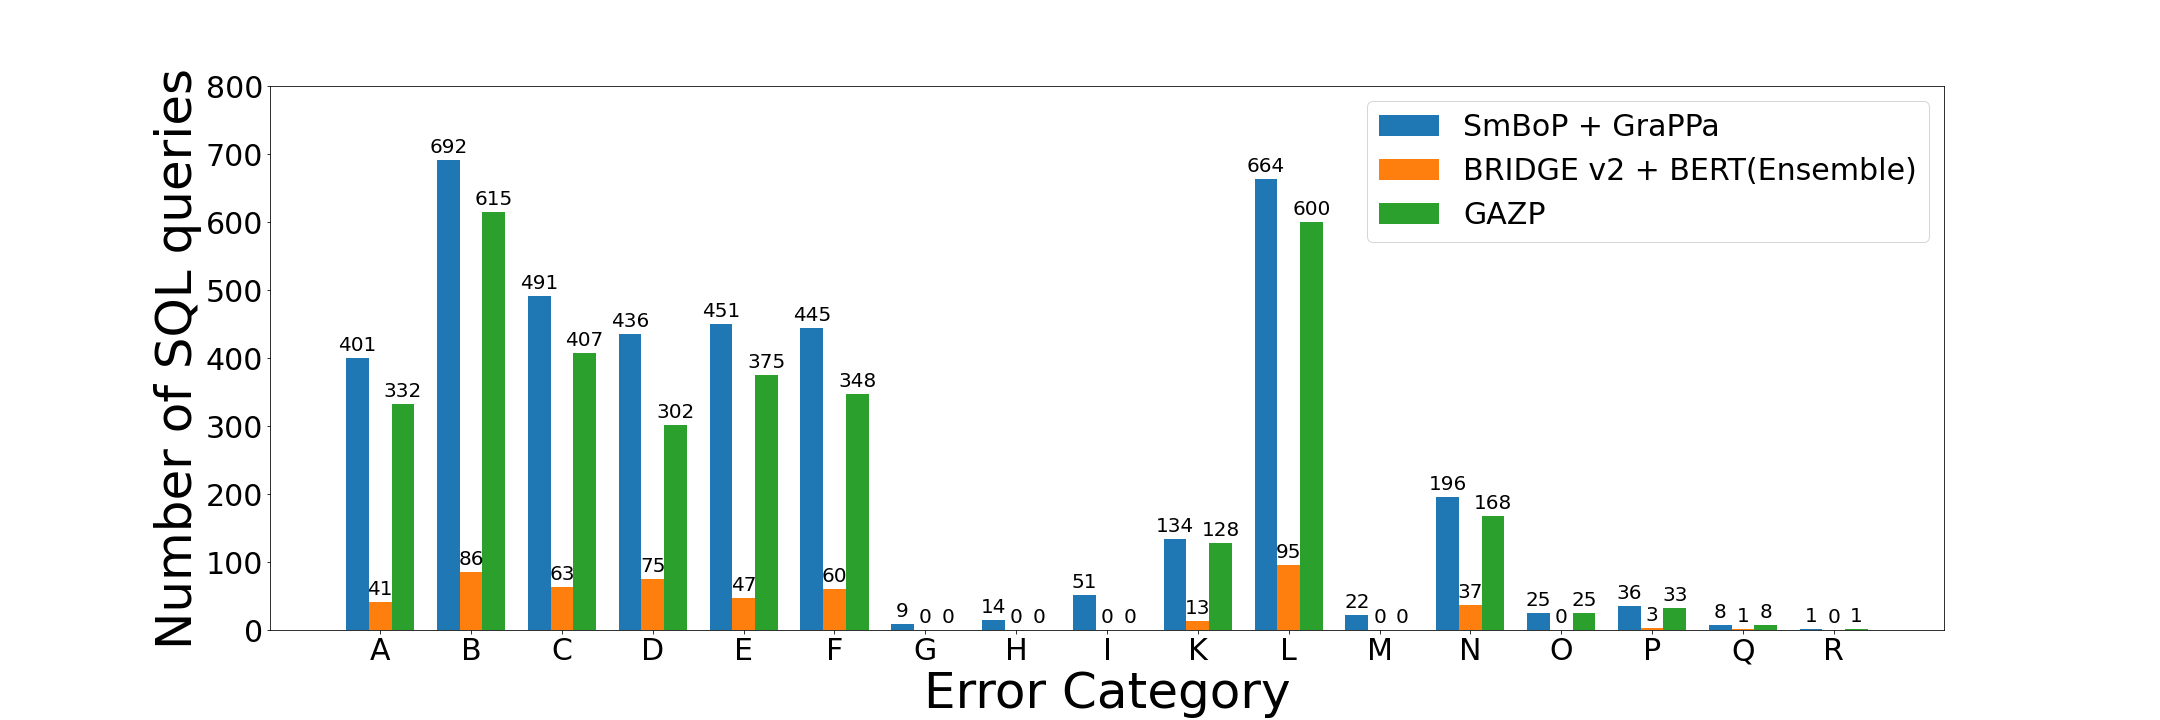 Number of SQL queries
800
700
600
500
400
300
200
100
0
SmBoP + GraPPa
BRIDGE v2 + BERT(Ensemble)
GAZP
401 41 332
692 86 615
491 63 407
436 75 302
451 47 375
445 60 348
9 0 0
14 0 0
51 0 0
134 13 128
664 95 600
22 0 0
196 37 168
25 0 25
36 3 33
8 1 8
1 0 1
A B C D E F G H I K L M N O P Q R
Error Category